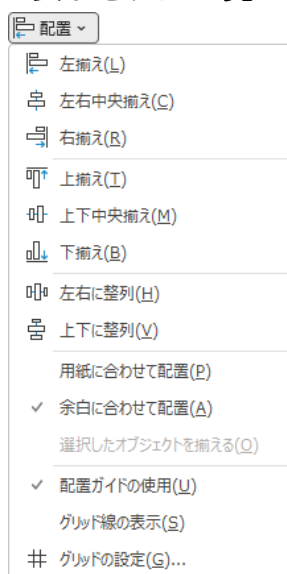 配置
左揃え(L)
左右中央揃え(C)
右揃え(R)
上揃え(T)
上下中央揃え(M)
下揃え(B)
左右に整列(H)
上下に整列(V)
用紙に合わせて配置(P)
余白に合わせて配置(A)
選択したオブジェクトを揃える(O)
配置ガイドの使用(U)
グリッド線の表示(S)
グリッドの設定(G)...